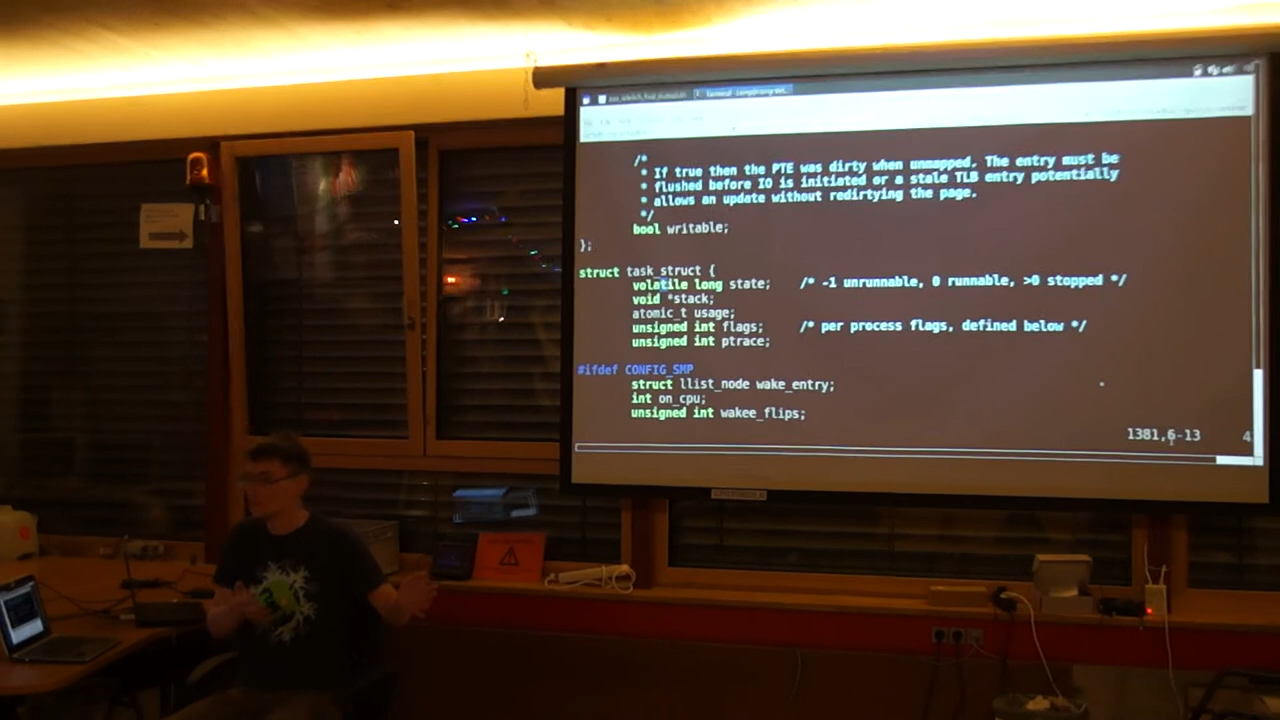 /*
* If true then the PTE was dirty when unmapped. The entry must be
* flushed before IO is initiated or a stale TLB entry potentially
* allows an update without redirtying the page.
*/
bool writable;
};
struct task_struct {
volatile long state; /* -1 unrunnable, 0 runnable, >0 stopped */
void *stack;
atomic_t usage;
unsigned int flags; /* per process flags, defined below */
unsigned int ptrace;
#ifdef CONFIG_SMP
struct llist_node wake_entry;
int on_cpu;
unsigned int wakee_flips;
1381,6-13 4